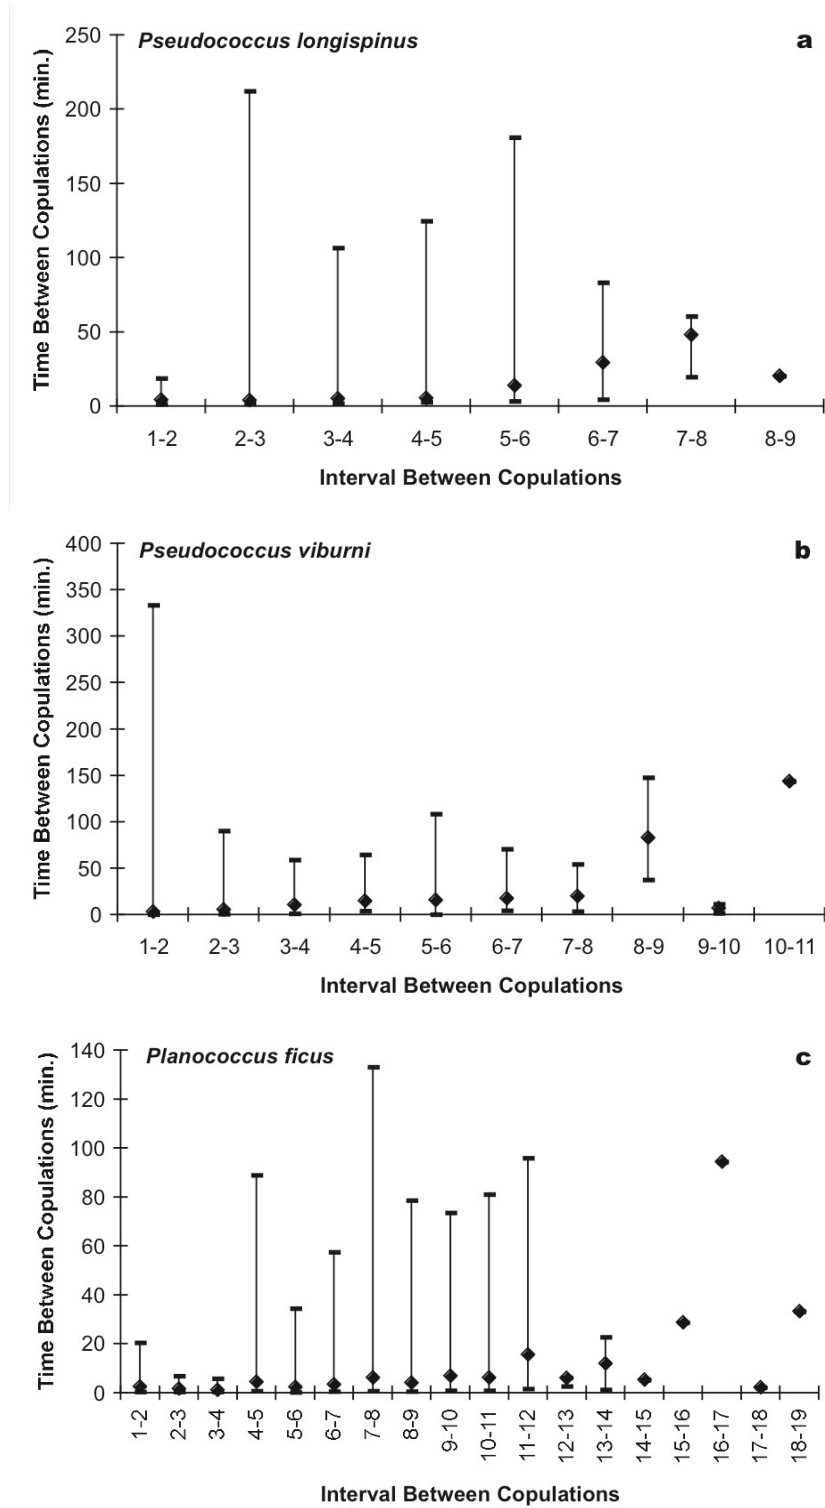 Pseudococcus longispinus a
Time Between Copulations (min.)
250
200
150
100
50
0
1-2 2-3 3-4 4-5 5-6 6-7 7-8 8-9
Interval Between Copulations
Pseudococcus viburni b
Time Between Copulations (min.)
400
350
300
250
200
150
100
50
0
1-2 2-3 3-4 4-5 5-6 6-7 7-8 8-9 9-10 10-11
Interval Between Copulations
Planococcus ficus c
Time Between Copulations (min.)
140
120
100
80
60
40
20
0
1-2 2-3 3-4 4-5 5-6 6-7 7-8 8-9 9-10 10-11 11-12 12-13 13-14 14-15 15-16 16-17 17-18 18-19
Interval Between Copulations